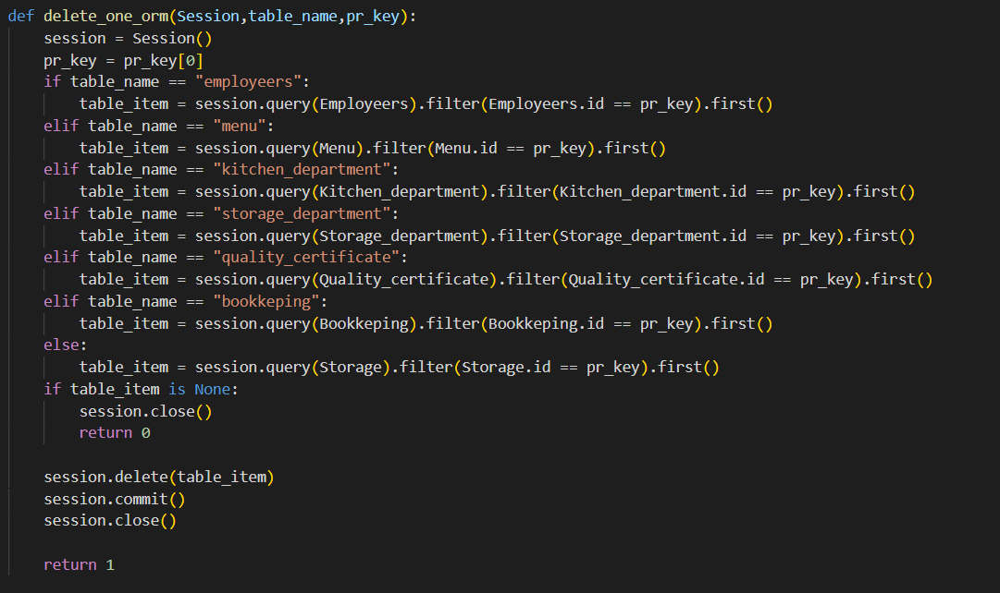 def delete_one_orm(Session,table_name,pr_key):
    session = Session()
    pr_key = pr_key[0]
    if table_name == "employeers":
        table_item = session.query(Employeers).filter(Employeers.id == pr_key).first()
    elif table_name == "menu":
        table_item = session.query(Menu).filter(Menu.id == pr_key).first()
    elif table_name == "kitchen_department":
        table_item = session.query(Kitchen_department).filter(Kitchen_department.id == pr_key).first()
    elif table_name == "storage_department":
        table_item = session.query(Storage_department).filter(Storage_department.id == pr_key).first()
    elif table_name == "quality_certificate":
        table_item = session.query(Quality_certificate).filter(Quality_certificate.id == pr_key).first()
    elif table_name == "bookkeping":
        table_item = session.query(Bookkeping).filter(Bookkeping.id == pr_key).first()
    else:
        table_item = session.query(Storage).filter(Storage.id == pr_key).first()
    if table_item is None:
        session.close()
        return 0

    session.delete(table_item)
    session.commit()
    session.close()

    return 1